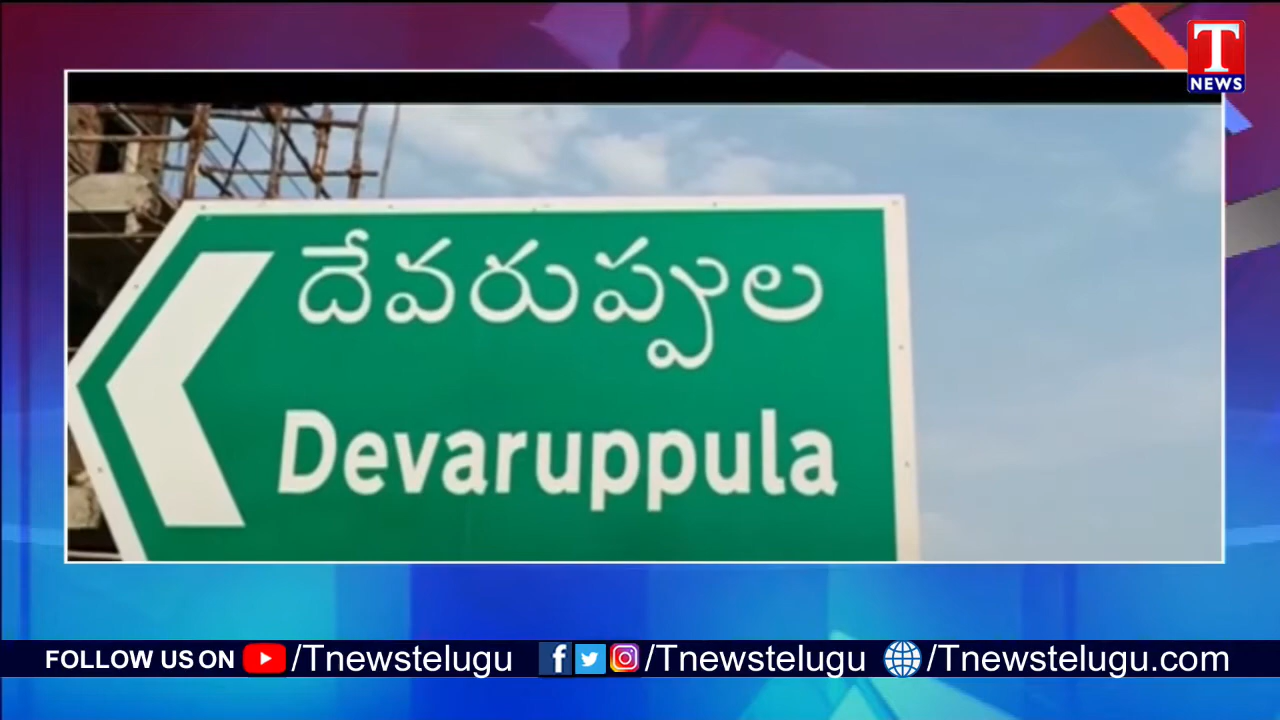 T
NEWS
దేవరుప్పుల
Devaruppula
FOLLOW US ON /Tnewstelugu f /Tnewstelugu /Tnewstelugu.com